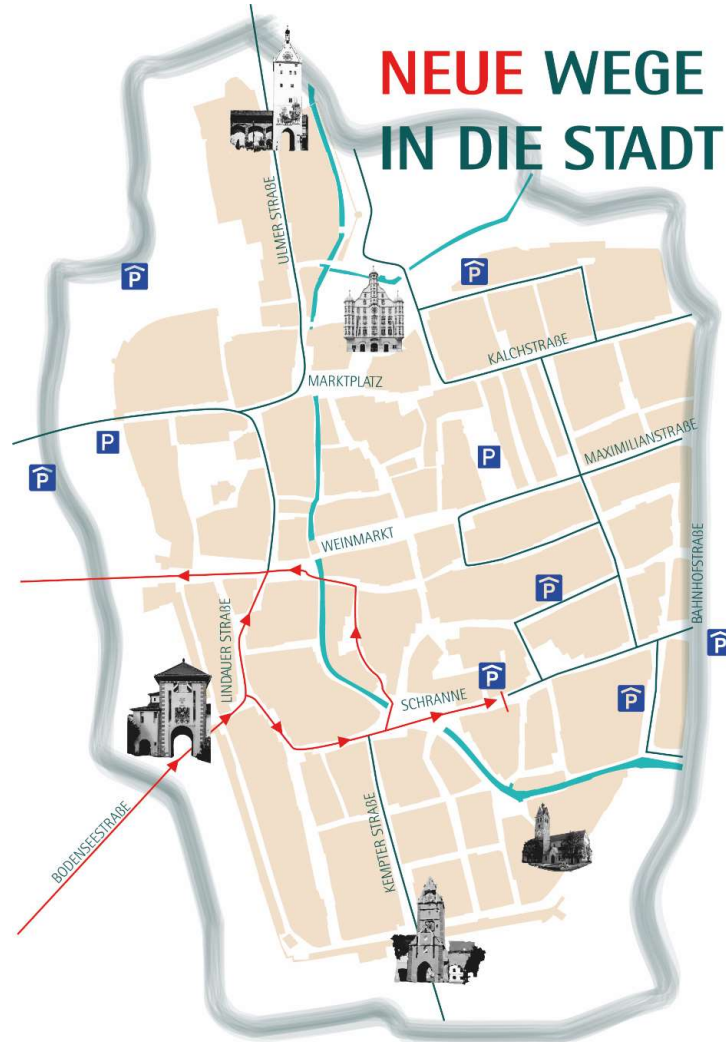 NEUE WEGE
IN DIE STADT
ULMER STRAßE
P
P
KALCHSTRAßE
MARKTPLATZ
MAXIMILIANSTRAßE
P
P
P
WEINMARKT
BAHNHOFSTRAßE
P
LINDAUER STRAßE
P
SCHRANNE
P
P
BODENSEESTRAßE
KEMPTER STRAßE